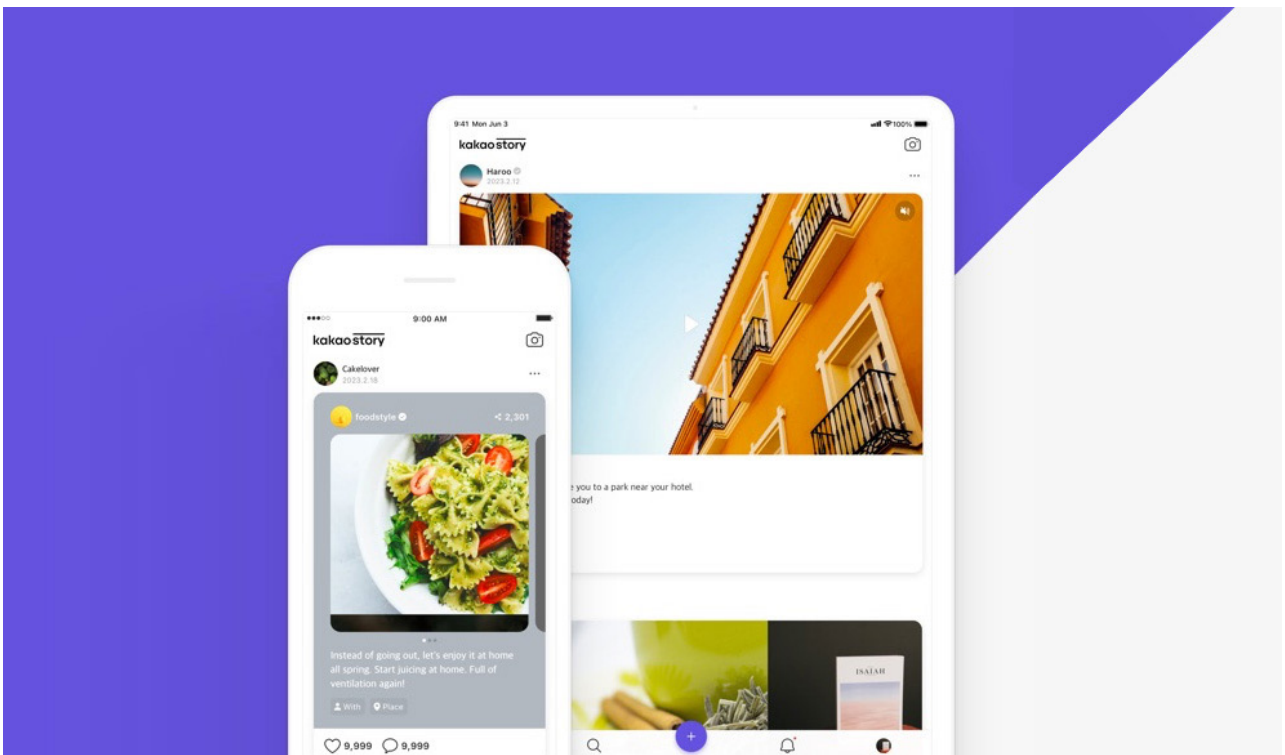 9:41 Mon Jun 3
100%
kakaostory
Haroo
2023.2.12
you to a park near your hotel.
oday!
ISAÏAH
9:00 AM
kakaostory
Cakelover
2023.2.18
foodstyle
2,301
Instead of going out, let's enjoy it at home
all spring. Start juicing at home. Full of
ventilation again!
With Place
9,999 9,999